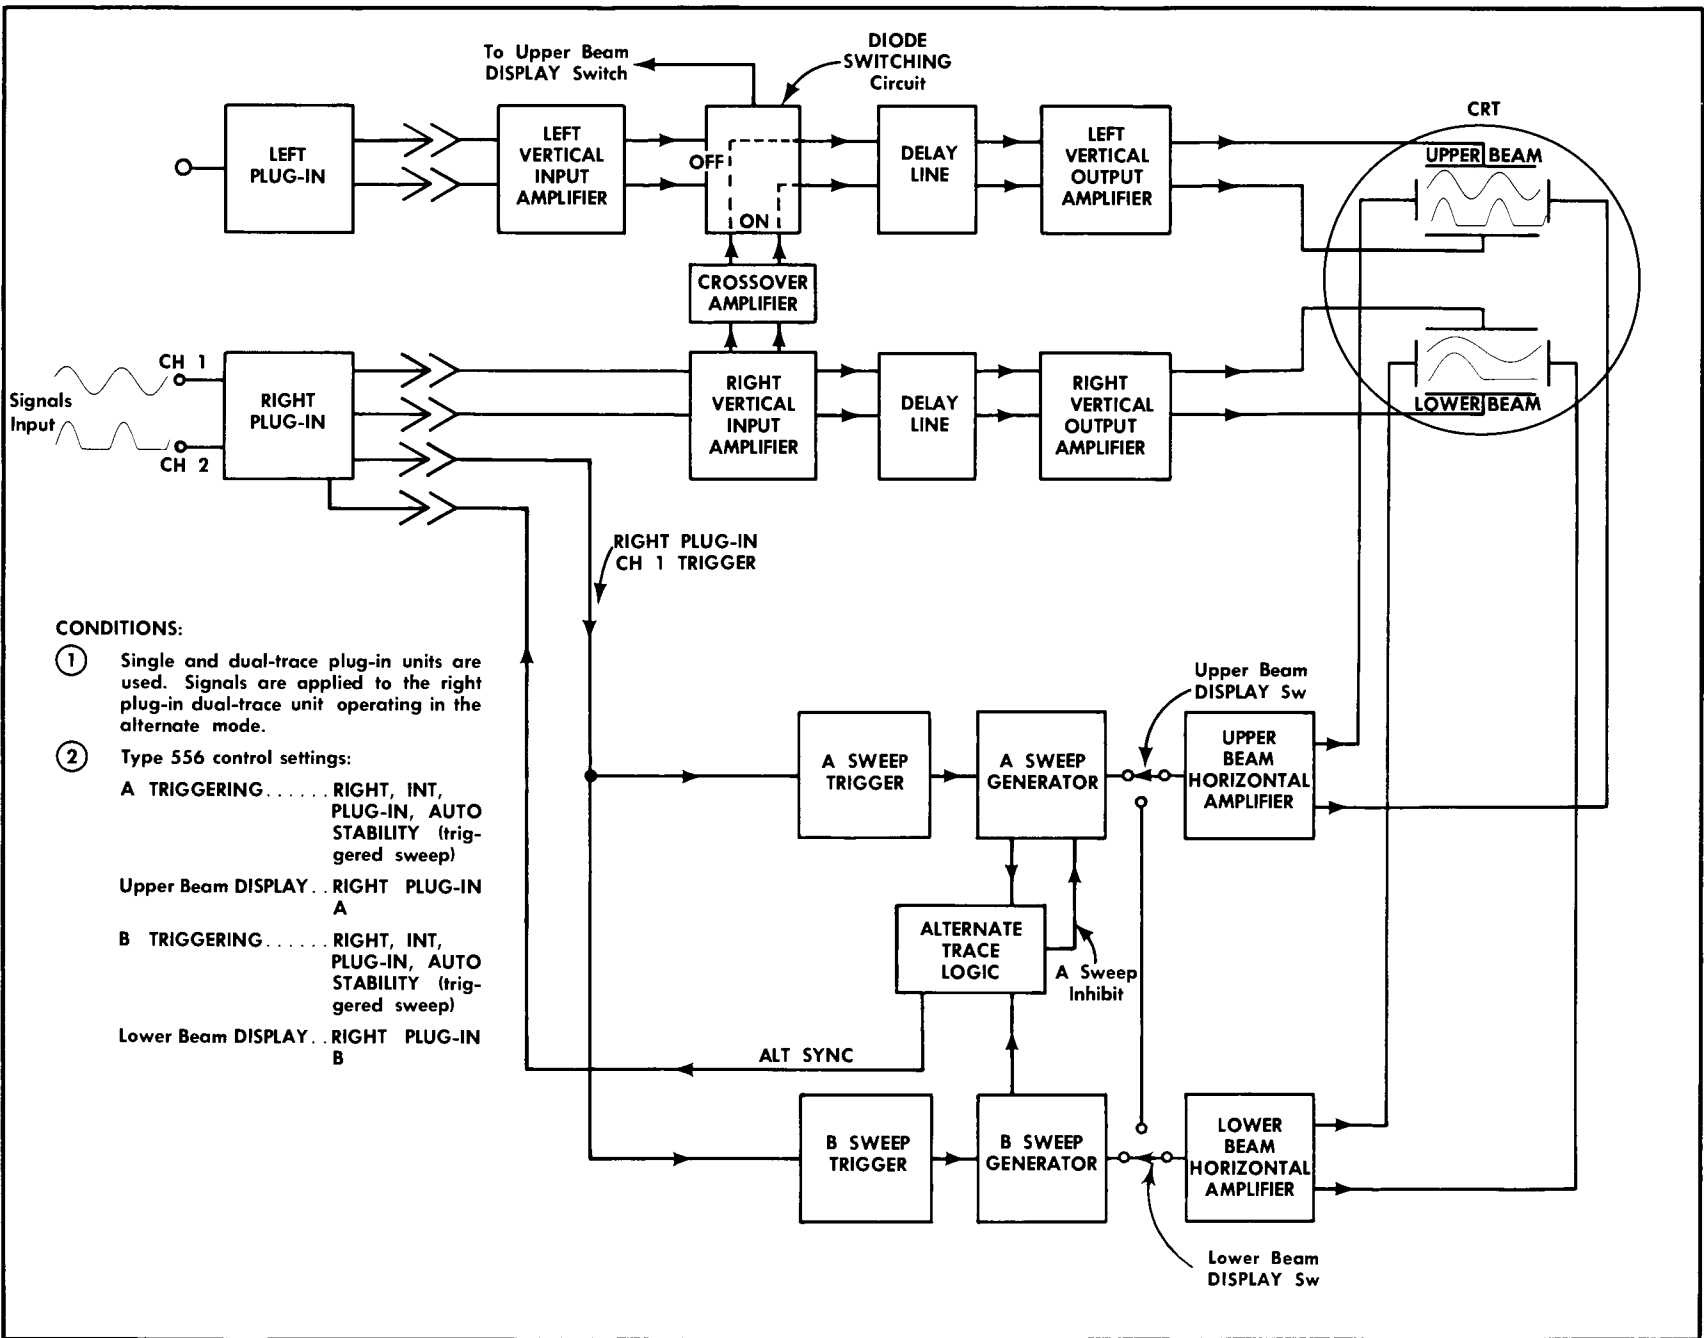 To Upper Beam
DISPLAY Switch
DIODE
SWITCHING
Circuit
CRT
LEFT
PLUG-IN
LEFT
VERTICAL
INPUT
AMPLIFIER
OFF
ON
DELAY
LINE
LEFT
VERTICAL
OUTPUT
AMPLIFIER
UPPER BEAM
CROSSOVER
AMPLIFIER
Signals
Input
CH 1
CH 2
RIGHT
PLUG-IN
RIGHT
VERTICAL
INPUT
AMPLIFIER
DELAY
LINE
RIGHT
VERTICAL
OUTPUT
AMPLIFIER
LOWER BEAM
RIGHT PLUG-IN
CH 1 TRIGGER
CONDITIONS:
1 Single and dual-trace plug-in units are
used. Signals are applied to the right
plug-in dual-trace unit operating in the
alternate mode.
2 Type 556 control settings:
A TRIGGERING......RIGHT, INT,
PLUG-IN, AUTO
STABILITY (trig-
gered sweep)
Upper Beam DISPLAY..RIGHT PLUG-IN
A
B TRIGGERING......RIGHT, INT,
PLUG-IN, AUTO
STABILITY (trig-
gered sweep)
Lower Beam DISPLAY..RIGHT PLUG-IN
B
A SWEEP
TRIGGER
A SWEEP
GENERATOR
Upper Beam
DISPLAY Sw
UPPER
BEAM
HORIZONTAL
AMPLIFIER
ALTERNATE
TRACE
LOGIC
A Sweep
Inhibit
ALT SYNC
B SWEEP
TRIGGER
B SWEEP
GENERATOR
LOWER
BEAM
HORIZONTAL
AMPLIFIER
Lower Beam
DISPLAY Sw